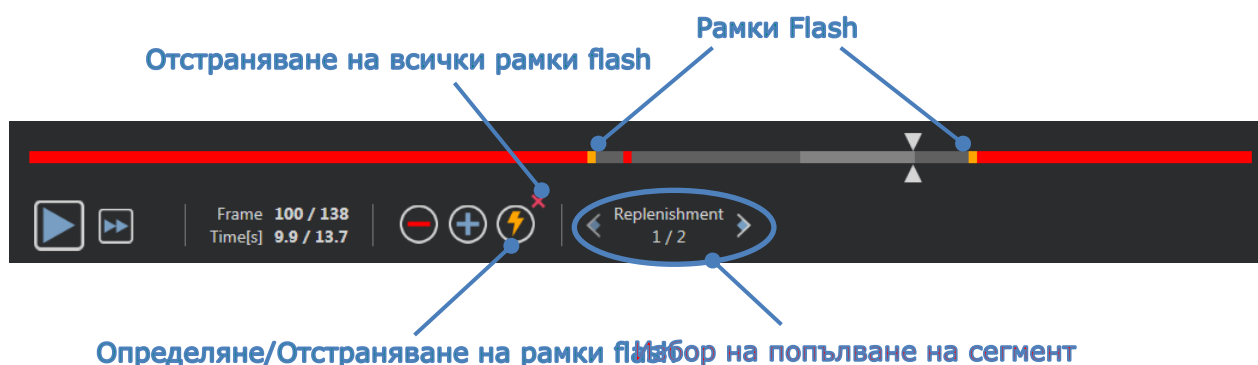 Рамки Flash
Отстраняване на всички рамки flash
Frame 100 / 138
Time[s] 9.9 / 13.7
Replenishment
1 / 2
Определяне/Отстраняване на рамки flash
Избор на попълване на сегмент